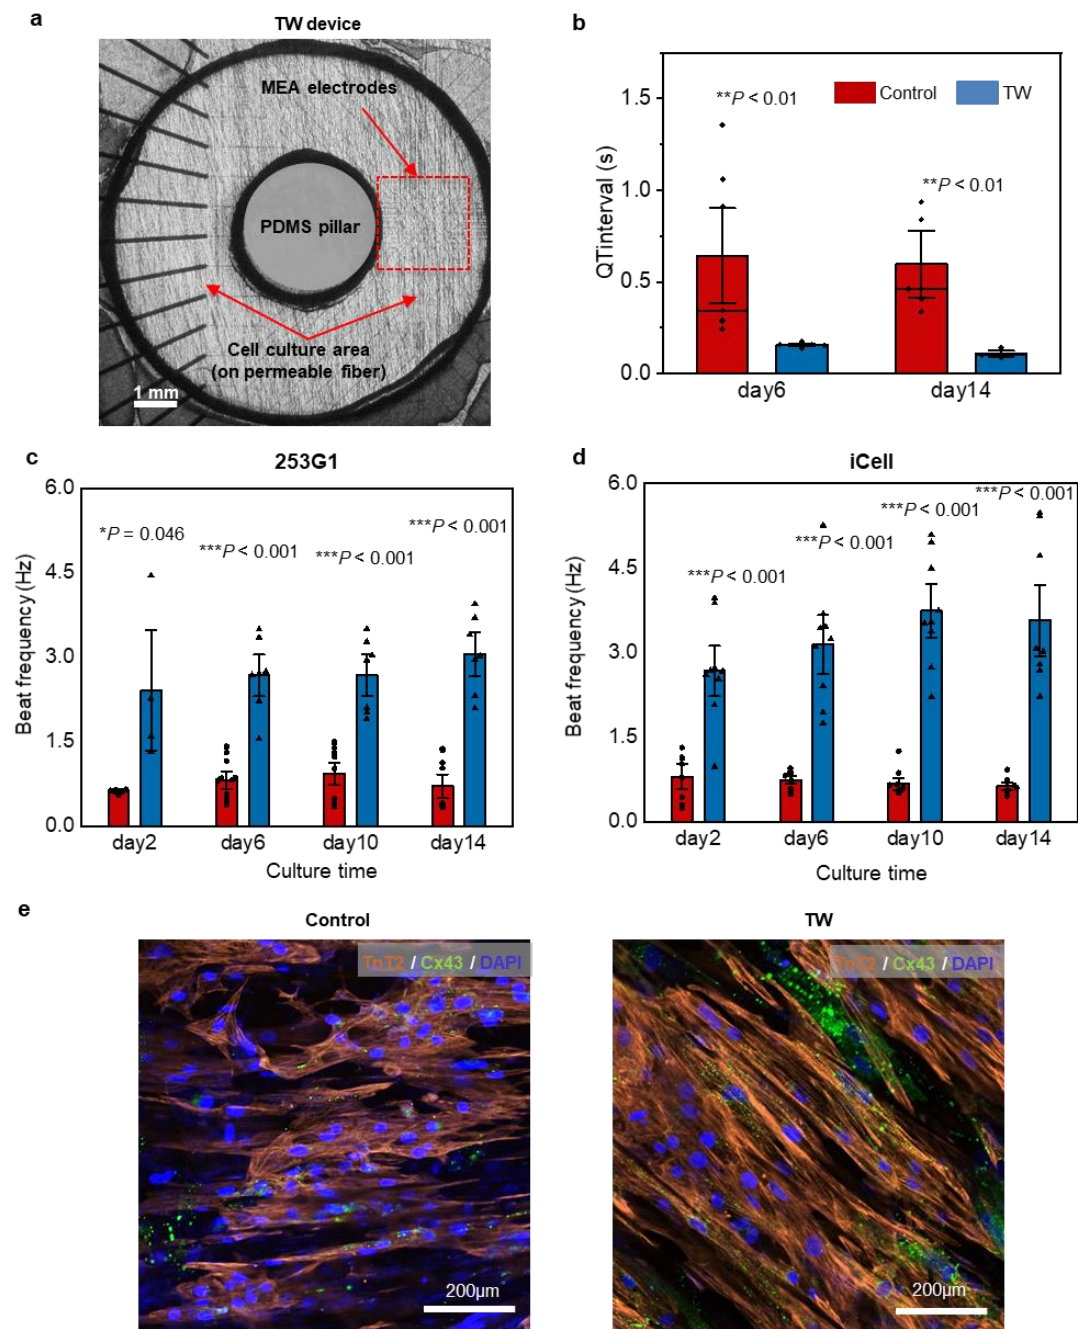 a
TW device
MEA electrodes
PDMS pillar
Cell culture area
(on permeable fiber)
1 mm
b
QTinterval (s)
1.5
1.0
0.5
0.0
**P < 0.01
Control
TW
**P < 0.01
day6
day14
c
253G1
Beat frequency (Hz)
6.0
4.5
3.0
1.5
0.0
*P = 0.046
***P < 0.001
***P < 0.001
***P < 0.001
day2
day6
day10
day14
Culture time
d
iCell
Beat frequency (Hz)
6.0
4.5
3.0
1.5
0.0
***P < 0.001
***P < 0.001
***P < 0.001
***P < 0.001
day2
day6
day10
day14
Culture time
e
Control
TnT2 / Cx43 / DAPI
200μm
TW
TnT2 / Cx43 / DAPI
200μm